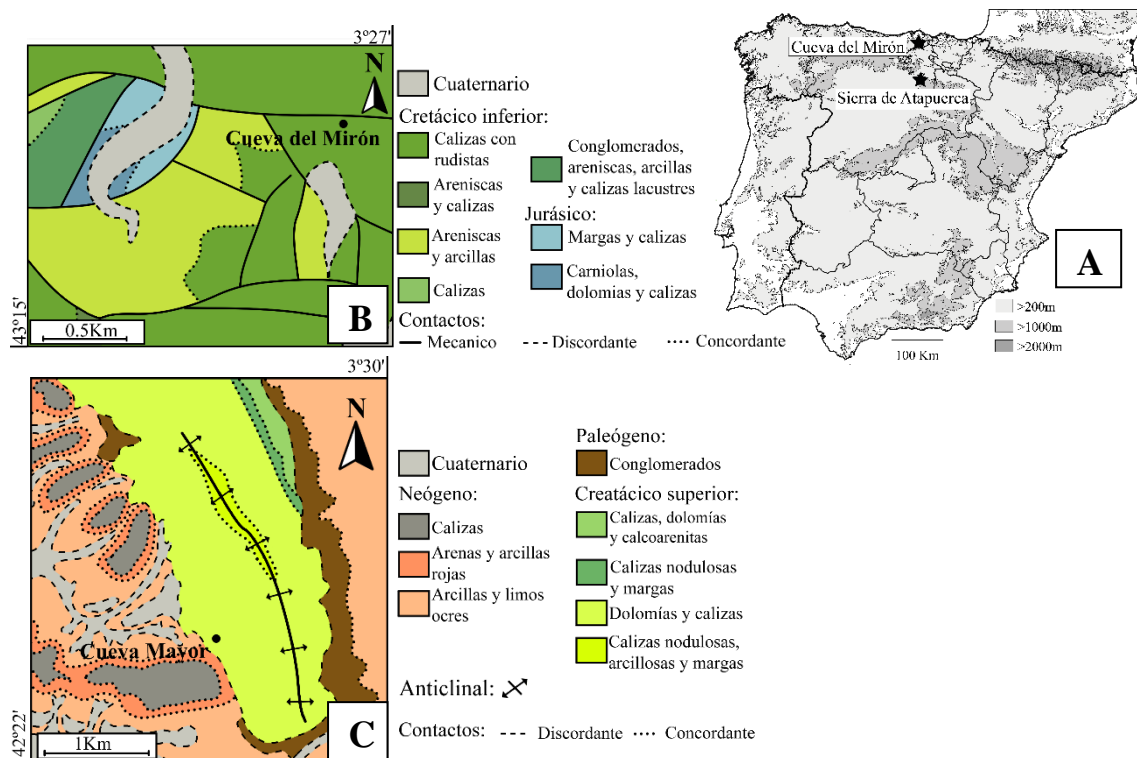 3º27'
N
Cueva del Mirón
43º15'
0.5Km
B
Cuaternario
Cretácico inferior:
Calizas con
rudistas
Areniscas
y calizas
Areniscas
y arcillas
Calizas
Conglomerados,
areniscas, arcillas
y calizas lacustres
Jurásico:
Margas y calizas
Carniolas,
dolomias y calizas
Contactos:
Mecanico
Discordante
Concordante
Cueva del Mirón
Sierra de Atapuerca
A
>200m
>1000m
>2000m
100 Km
3º30'
N
Cueva Mayor
42º22'
1Km
C
Cuaternario
Neógeno:
Calizas
Arenas y arcillas
rojas
Arcillas y limos
ocres
Paleógeno:
Conglomerados
Creatácico superior:
Calizas, dolomías
y calcoarenitas
Calizas nodulosas
y margas
Dolomías y calizas
Calizas nodulosas,
arcillosas y margas
Anticlinal:
Contactos:
Discordante
Concordante